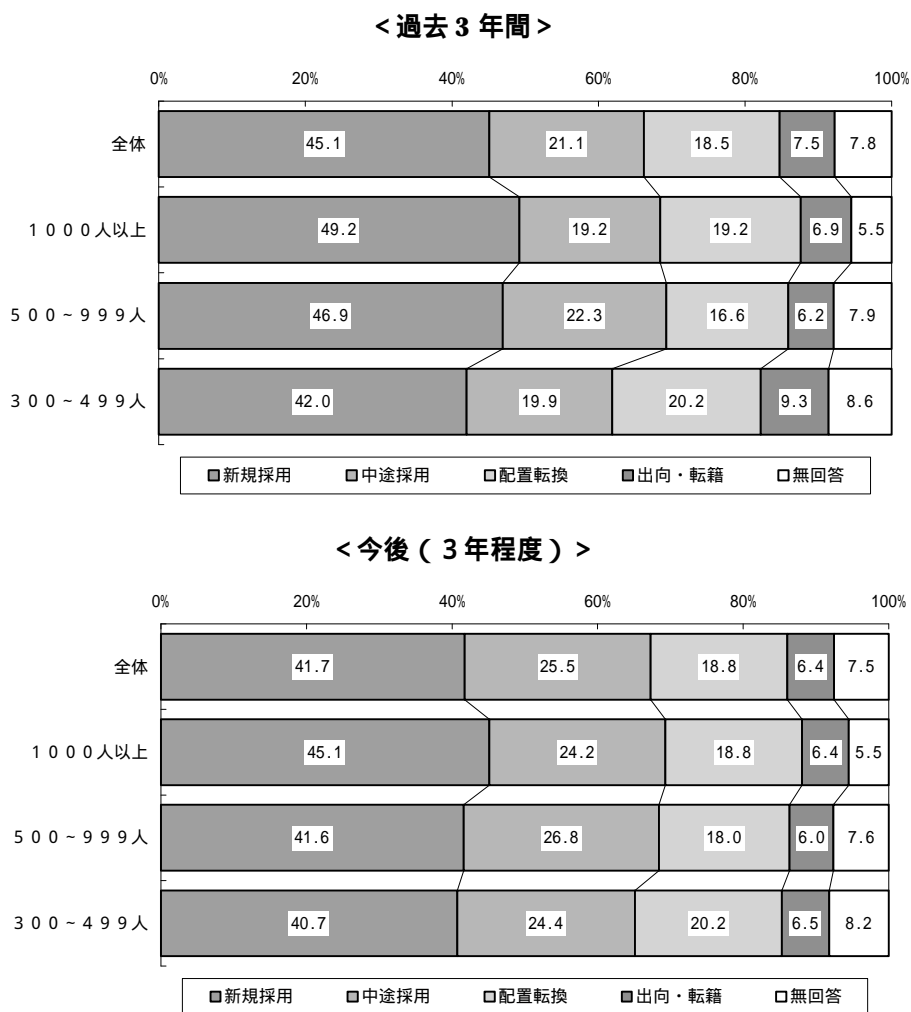 <過去3年間>
0% 20% 40% 60% 80% 100%
全体 45.1 21.1 18.5 7.5 7.8
1000人以上 49.2 19.2 19.2 6.9 5.5
500~999人 46.9 22.3 16.6 6.2 7.9
300~499人 42.0 19.9 20.2 9.3 8.6
新規採用 中途採用 配置転換 出向・転籍 無回答
<今後(3年程度)>
0% 20% 40% 60% 80% 100%
全体 41.7 25.5 18.8 6.4 7.5
1000人以上 45.1 24.2 18.8 6.4 5.5
500~999人 41.6 26.8 18.0 6.0 7.6
300~499人 40.7 24.4 20.2 6.5 8.2
新規採用 中途採用 配置転換 出向・転籍 無回答